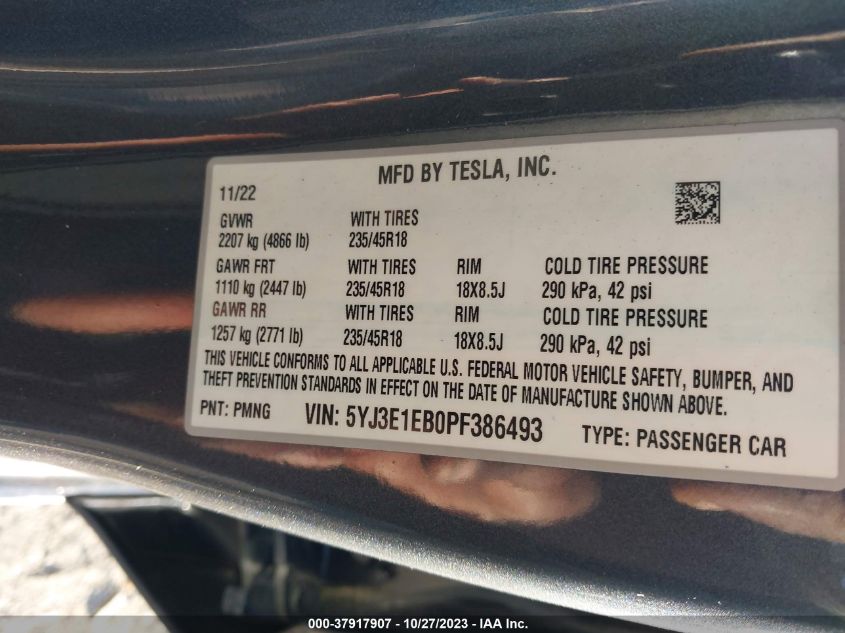 MFD BY TESLA, INC.
11/22
GVWR WITH TIRES
2207 kg (4866 lb) 235/45R18
GAWR FRT WITH TIRES RIM COLD TIRE PRESSURE
1110 kg (2447 lb) 235/45R18 18X8.5J 290 kPa, 42 psi
GAWR RR WITH TIRES RIM COLD TIRE PRESSURE
1257 kg (2771 lb) 235/45R18 18X8.5J 290 kPa, 42 psi
THIS VEHICLE CONFORMS TO ALL APPLICABLE U.S. FEDERAL MOTOR VEHICLE SAFETY, BUMPER, AND
THEFT PREVENTION STANDARDS IN EFFECT ON THE DATE OF MANUFACTURE SHOWN ABOVE.
PNT: PMNG VIN: 5YJ3E1EB0PF386493 TYPE: PASSENGER CAR
000-37917907 | 10/27/2023 | IAA Inc.